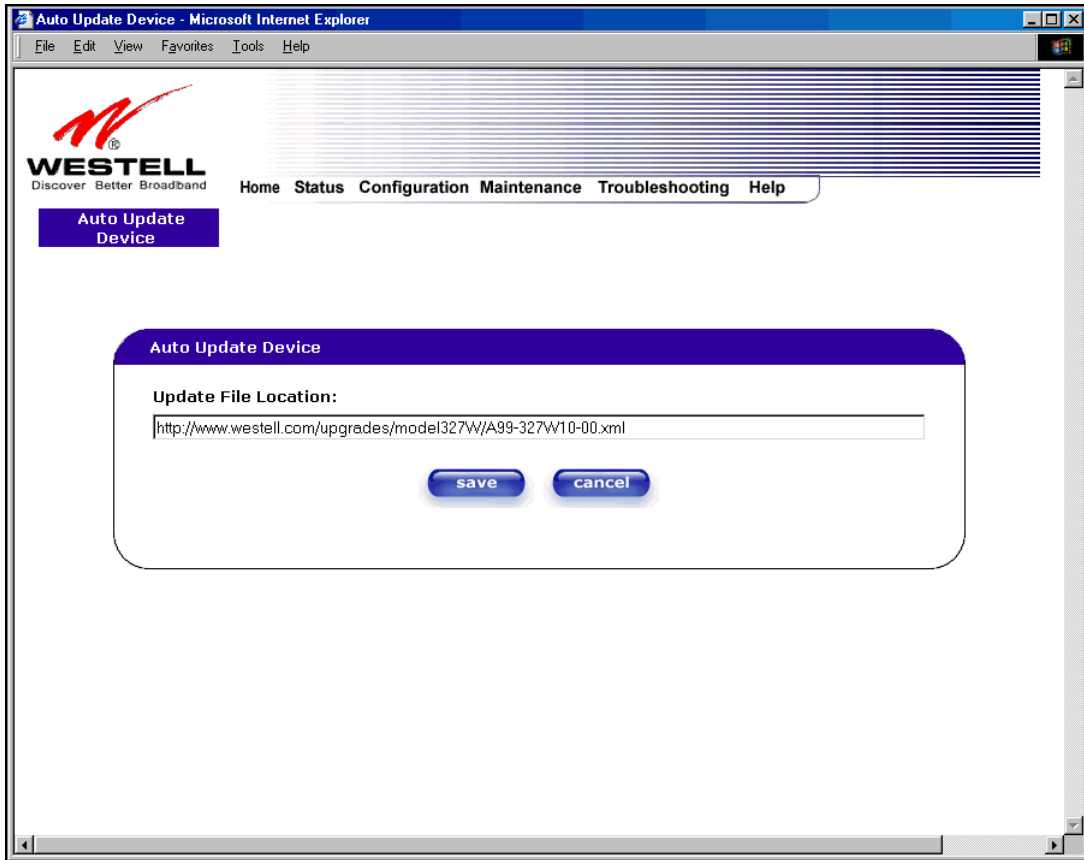 Auto Update Device - Microsoft Internet Explorer
File Edit View Favorites Tools Help
®
WESTELL
Discover Better Broadband
Home Status Configuration Maintenance Troubleshooting Help
Auto Update
Device
Auto Update Device
Update File Location:
http://www.westell.com/upgrades/model327W/A99-327W10-00.xml
save cancel